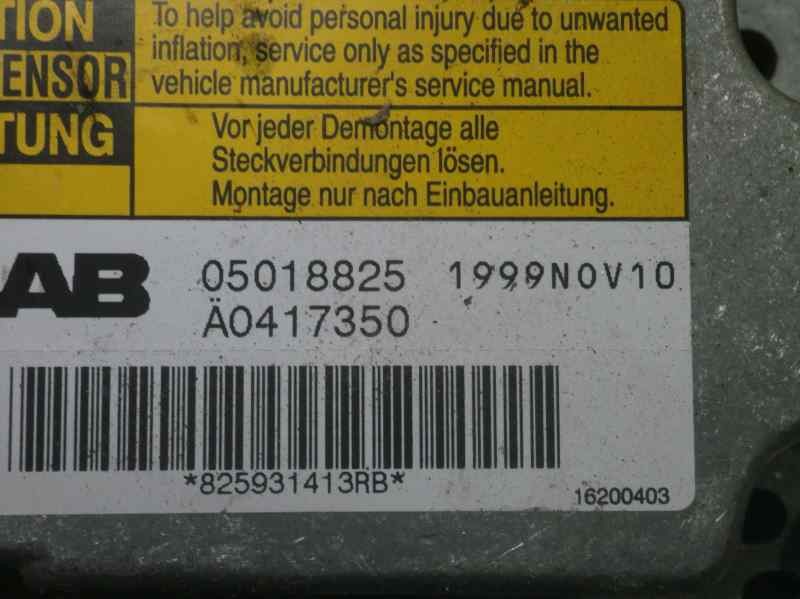 TION
ENSOR
TUNG
To help avoid personal injury due to unwanted
inflation, service only as specified in the
vehicle manufacturer's service manual.
Vor jeder Demontage alle
Steckverbindungen lösen.
Montage nur nach Einbauanleitung.
AB
05018825 1999NOV10
Ä0417350
*825931413RB*
16200403